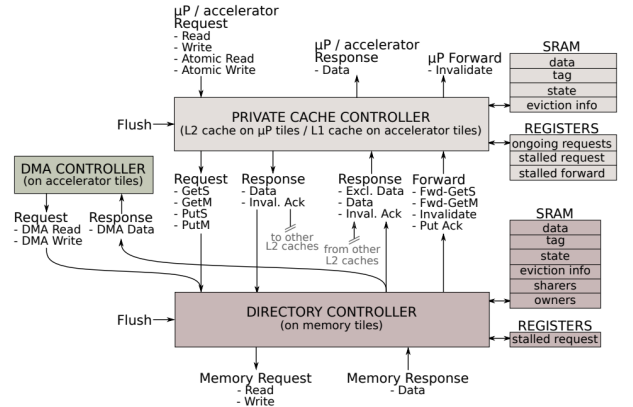 μP / accelerator
Request
- Read
- Write
- Atomic Read
- Atomic Write
μP / accelerator
Response
- Data
μP Forward
- Invalidate
SRAM
data
tag
state
eviction info
Flush
PRIVATE CACHE CONTROLLER
(L2 cache on μP tiles / L1 cache on accelerator tiles)
REGISTERS
ongoing requests
stalled request
stalled forward
DMA CONTROLLER
(on accelerator tiles)
Request
- DMA Read
- DMA Write
Response
- DMA Data
Request
- GetS
- GetM
- PutS
- PutM
Response
- Data
- Inval. Ack
to other
L2 caches
Response
- Excl. Data
- Data
- Inval. Ack
from other
L2 caches
Forward
- Fwd-GetS
- Fwd-GetM
- Invalidate
- Put Ack
SRAM
data
tag
state
eviction info
sharers
owners
Flush
DIRECTORY CONTROLLER
(on memory tiles)
REGISTERS
stalled request
Memory Request
- Read
- Write
Memory Response
- Data